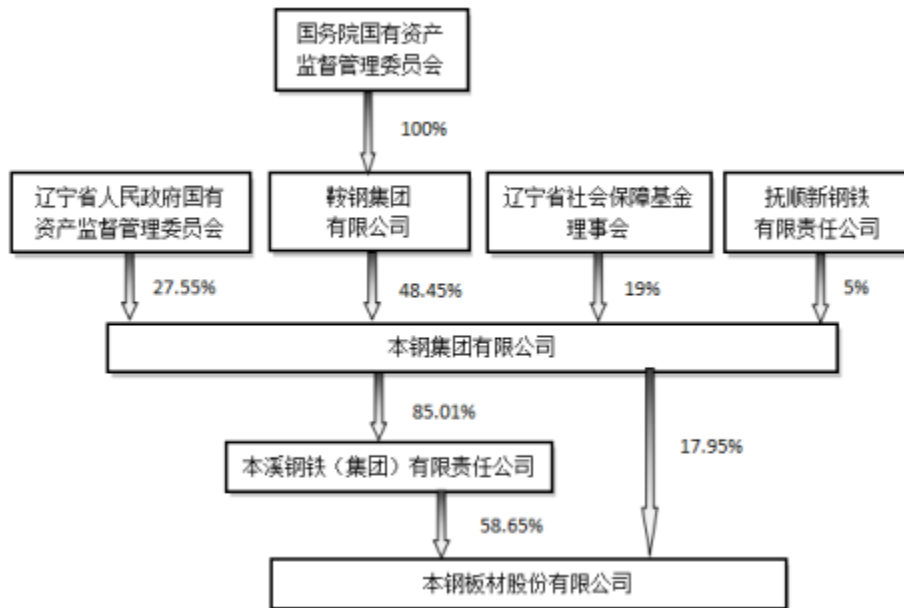 国务院国有资产
监督管理委员会
100%
辽宁省人民政府国有
资产监督管理委员会
鞍钢集团
有限公司
辽宁省社会保障基金
理事会
抚顺新钢铁
有限责任公司
27.55%
48.45%
19%
5%
本钢集团有限公司
85.01%
17.95%
本溪钢铁（集团）有限责任公司
58.65%
本钢板材股份有限公司